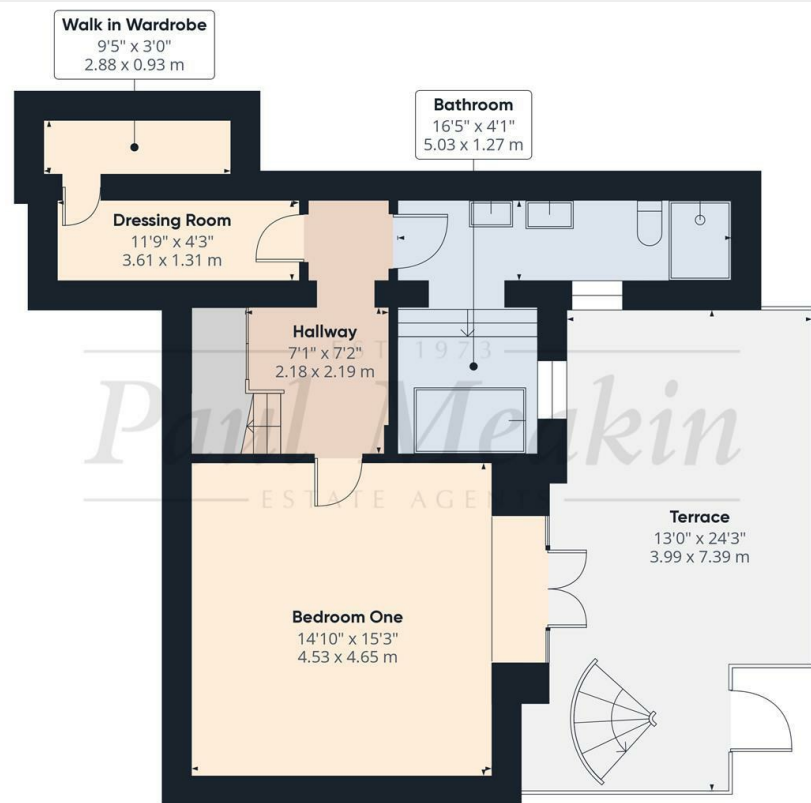 Walk in Wardrobe
9'5" x 3'0"
2.88 x 0.93 m
Bathroom
16'5" x 4'1"
5.03 x 1.27 m
Dressing Room
11'9" x 4'3"
3.61 x 1.31 m
Hallway
7'1" x 7'2"
2.18 x 2.19 m
EST 1973
Paul Meakin
ESTATE AGENTS
Terrace
13'0" x 24'3"
3.99 x 7.39 m
Bedroom One
14'10" x 15'3"
4.53 x 4.65 m